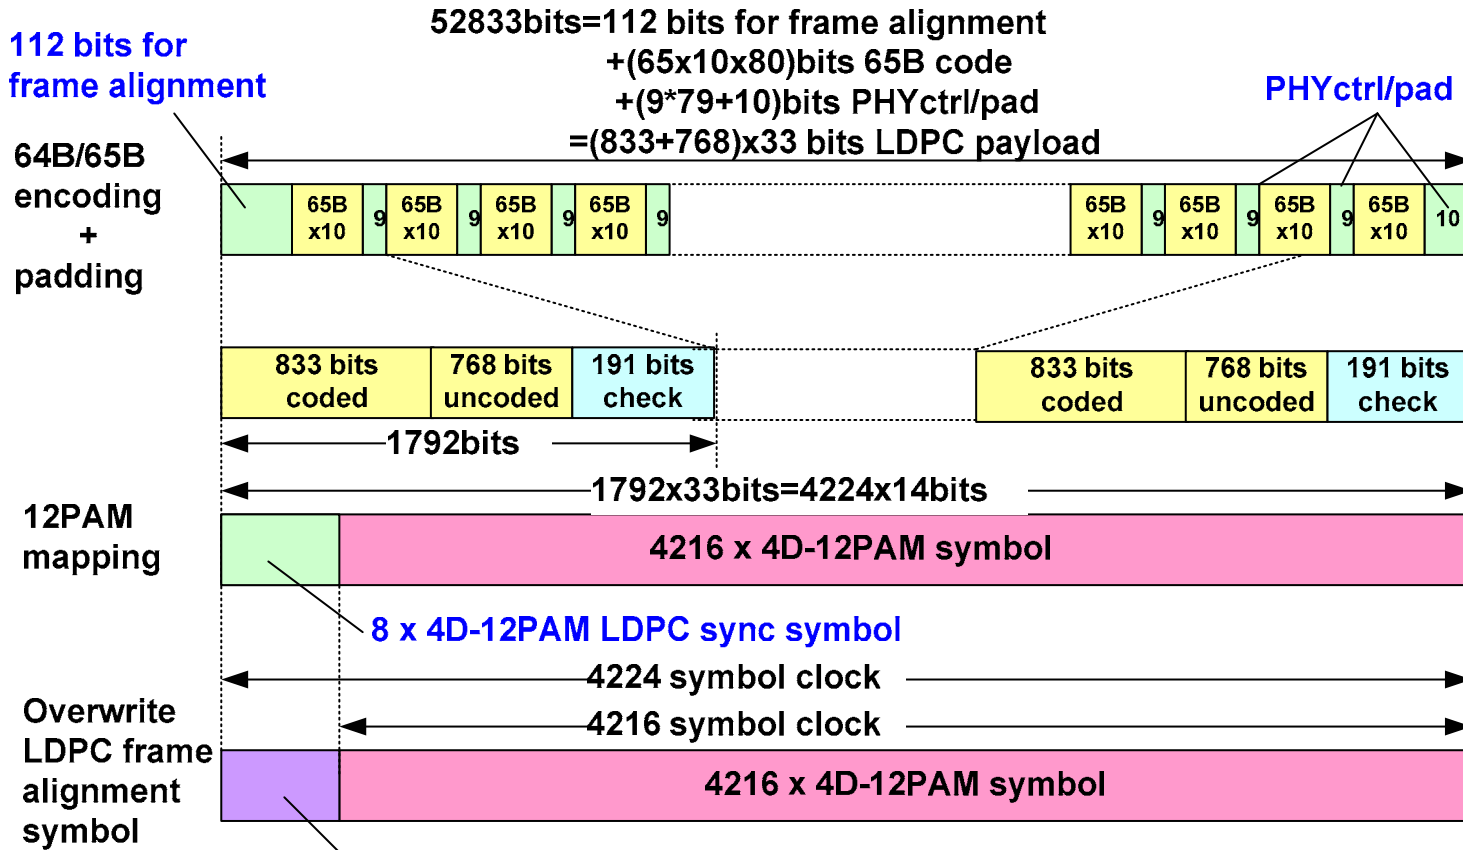 52833bits=112 bits for frame alignment
+(65x10x80)bits 65B code
+(9*79+10)bits PHYctrl/pad
=(833+768)x33 bits LDPC payload
112 bits for
frame alignment
PHYctrl/pad
64B/65B
encoding
+
padding
65B
x10
9
65B
x10
9
65B
x10
9
65B
x10
9
65B
x10
9
65B
x10
9
65B
x10
9
65B
x10
10
833 bits
coded
768 bits
uncoded
191 bits
check
833 bits
coded
768 bits
uncoded
191 bits
check
1792bits
1792x33bits=4224x14bits
12PAM
mapping
4216 x 4D-12PAM symbol
8 x 4D-12PAM LDPC sync symbol
4224 symbol clock
4216 symbol clock
Overwrite
LDPC frame
alignment
symbol
4216 x 4D-12PAM symbol